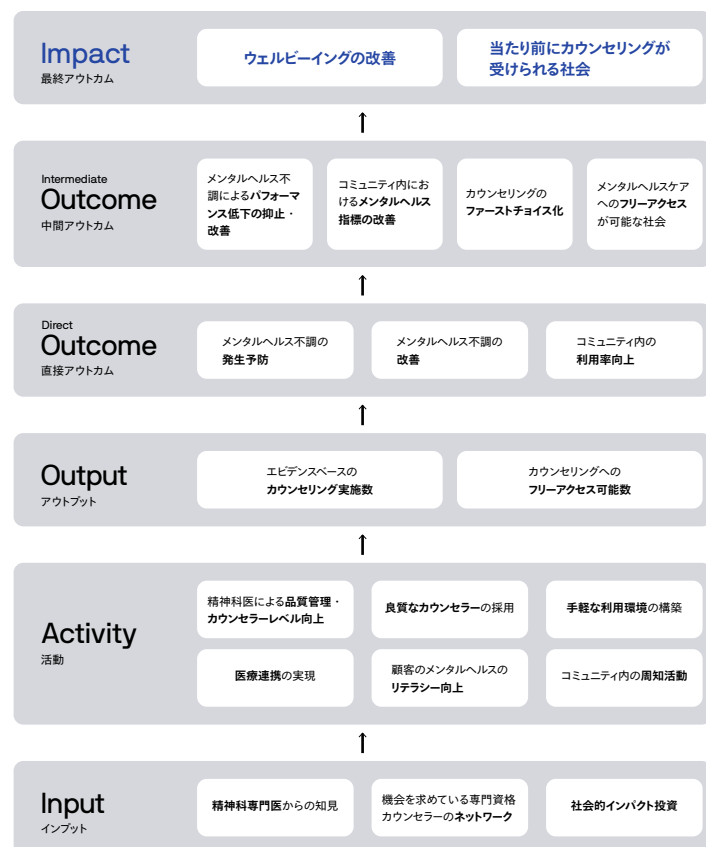 Impact
最終アウトカム
ウェルビーイングの改善
当たり前にカウンセリングが
受けられる社会
↑
Intermediate
Outcome
中間アウトカム
メンタルヘルス不
調によるパフォーマ
ンス低下の抑止・
改善
コミュニティ内にお
けるメンタルヘルス
指標の改善
カウンセリングの
ファーストチョイス化
メンタルヘルスケア
へのフリーアクセス
が可能な社会
↑
Direct
Outcome
直接アウトカム
メンタルヘルス不調の
発生予防
メンタルヘルス不調の
改善
コミュニティ内の
利用率向上
↑
Output
アウトプット
エビデンスベースの
カウンセリング実施数
カウンセリングへの
フリーアクセス可能数
↑
Activity
活動
精神科医による品質管理・
カウンセラーレベル向上
良質なカウンセラーの採用
手軽な利用環境の構築
医療連携の実現
顧客のメンタルヘルスの
リテラシー向上
コミュニティ内の周知活動
↑
Input
インプット
精神科専門医からの知見
機会を求めている専門資格
カウンセラーのネットワーク
社会的インパクト投資